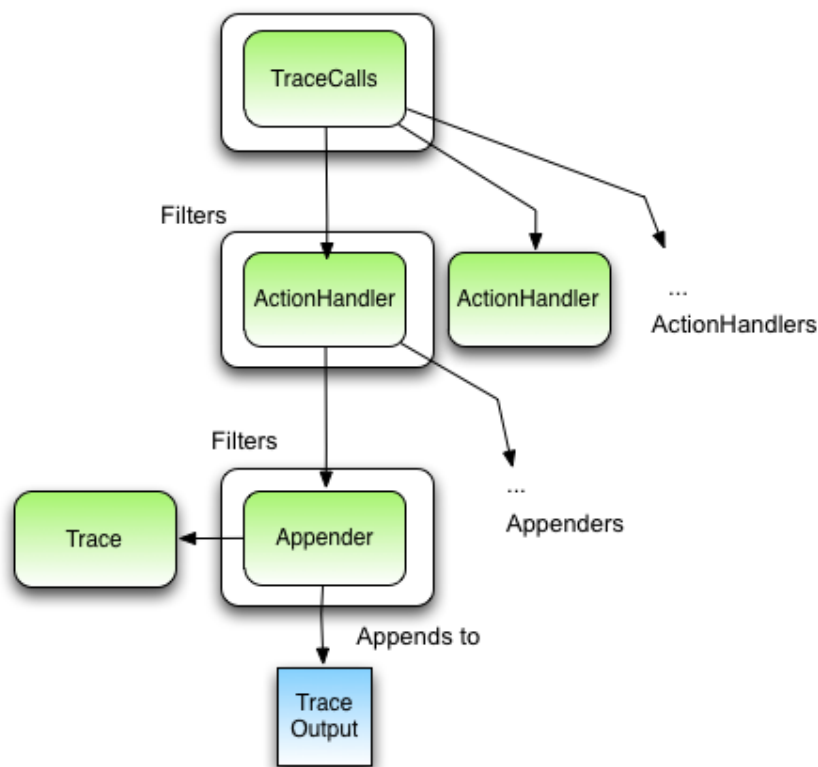 TraceCalls
Filters
ActionHandler
ActionHandler
...
ActionHandlers
Filters
...
Appenders
Trace
Appender
Appends to
Trace
Output